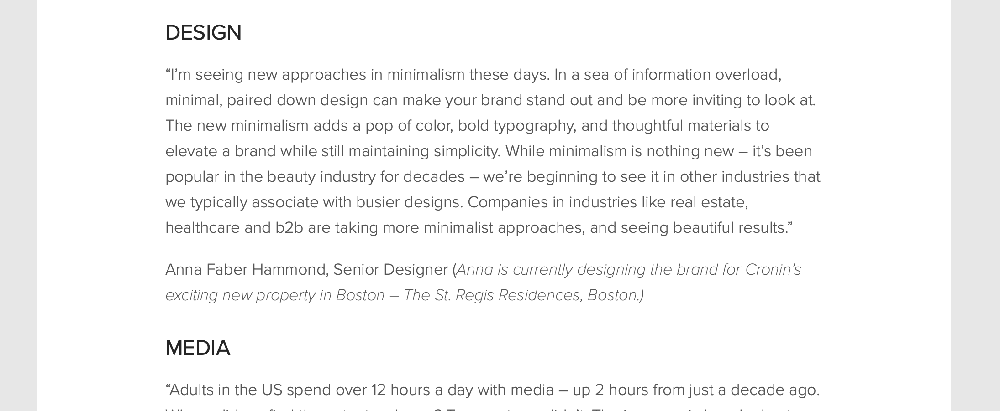 DESIGN
“I’m seeing new approaches in minimalism these days. In a sea of information overload,
minimal, paired down design can make your brand stand out and be more inviting to look at.
The new minimalism adds a pop of color, bold typography, and thoughtful materials to
elevate a brand while still maintaining simplicity. While minimalism is nothing new – it’s been
popular in the beauty industry for decades – we’re beginning to see it in other industries that
we typically associate with busier designs. Companies in industries like real estate,
healthcare and b2b are taking more minimalist approaches, and seeing beautiful results.”
Anna Faber Hammond, Senior Designer (Anna is currently designing the brand for Cronin’s
exciting new property in Boston – The St. Regis Residences, Boston.)
MEDIA
“Adults in the US spend over 12 hours a day with media – up 2 hours from just a decade ago.